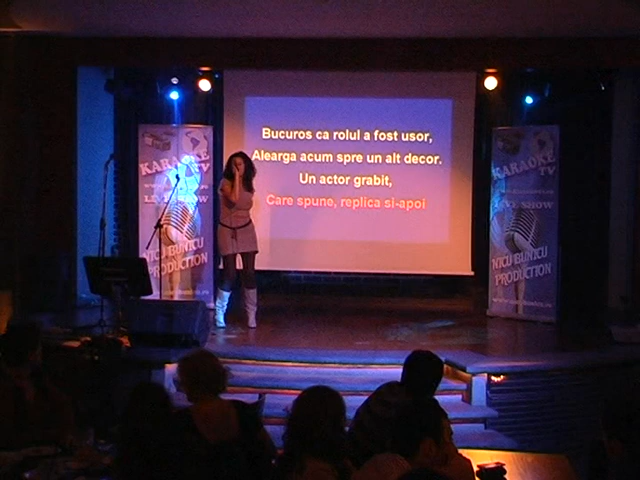 Bucuros ca rolul a fost usor,
Alearga acum spre un alt decor.
Un actor grabit,
Care spune, replica si-apoi
KARAOKE
TV
LIVE SHOW
NICU BUNICU
PRODUCTION
KARAOKE
TV
LIVE SHOW
NICU BUNICU
PRODUCTION